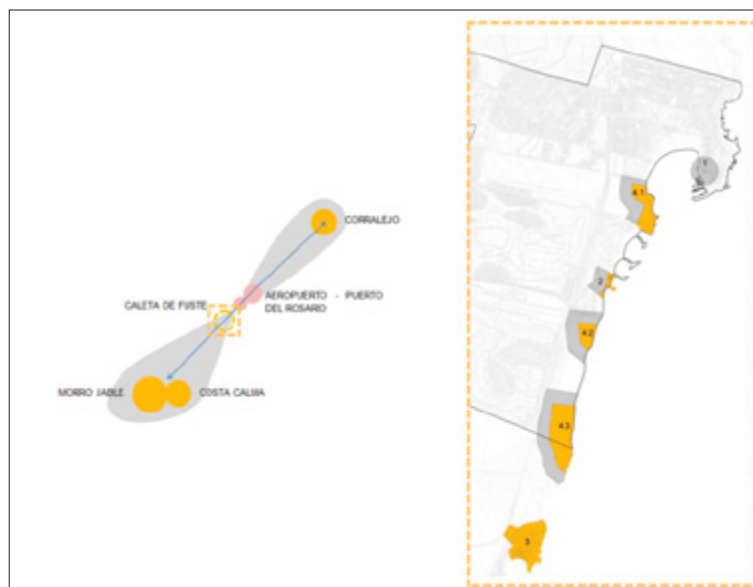 CORRALEJO
AEROPUERTO - PUERTO
DEL ROSARIO
CALETA DE FUSTE
MORRO JABLE
COSTA CALMA
1
4.1
2
4.2
4.3
3